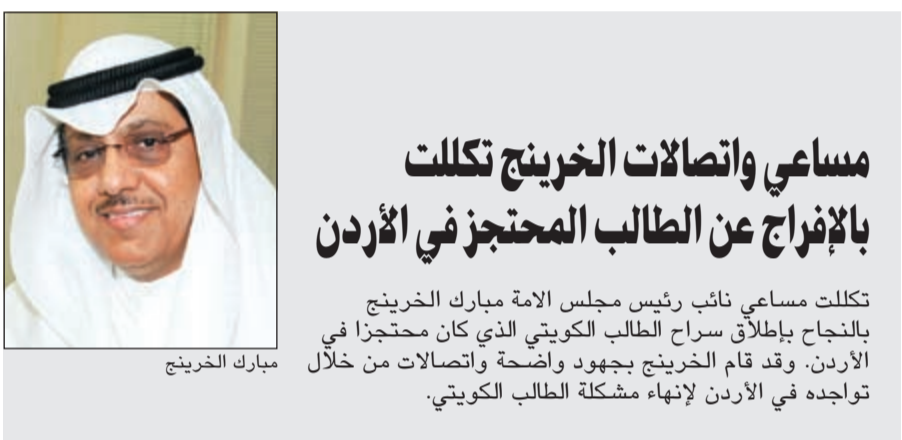 مساعي واتصالات الخرينج تكللت
بالإفراج عن الطالب المحتجز في الأردن
تكللت مساعي نائب رئيس مجلس الامة مبارك الخرينج
بالنجاح بإطلاق سراح الطالب الكويتي الذي كان محتجزا في
الأردن. وقد قام الخرينج بجهود واضحة واتصالات من خلال
تواجده في الأردن لإنهاء مشكلة الطالب الكويتي.
مبارك الخرينج